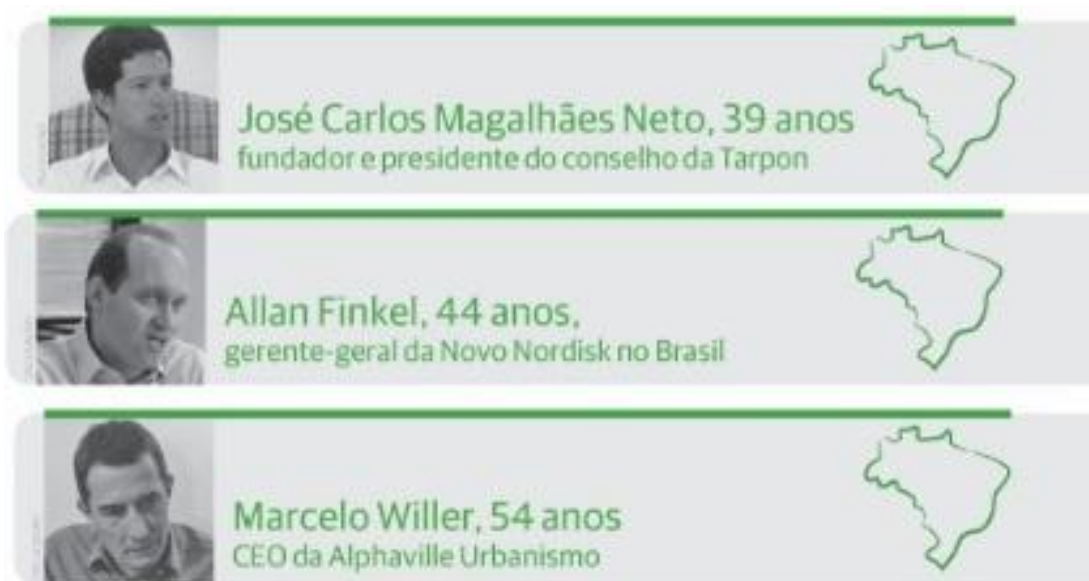 José Carlos Magalhães Neto, 39 anos
fundador e presidente do conselho da Tarpon
Allan Finkel, 44 anos,
gerente-geral da Novo Nordisk no Brasil
Marcelo Willer, 54 anos
CEO da Alphaville Urbanismo